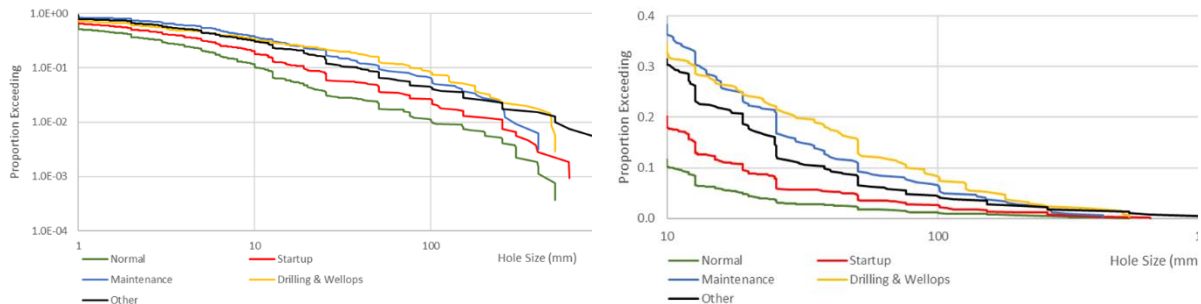 1.0E+00
1.0E-01
1.0E-02
1.0E-03
1.0E-04
Proportion Exceeding
1 10 100
Hole Size (mm)
Normal Startup
Maintenance Drilling & Wellops
Other
0.4
0.3
0.2
0.1
0.0
Proportion Exceeding
10 100 1
Hole Size (mm)
Normal Startup
Maintenance Drilling & Wellops
Other